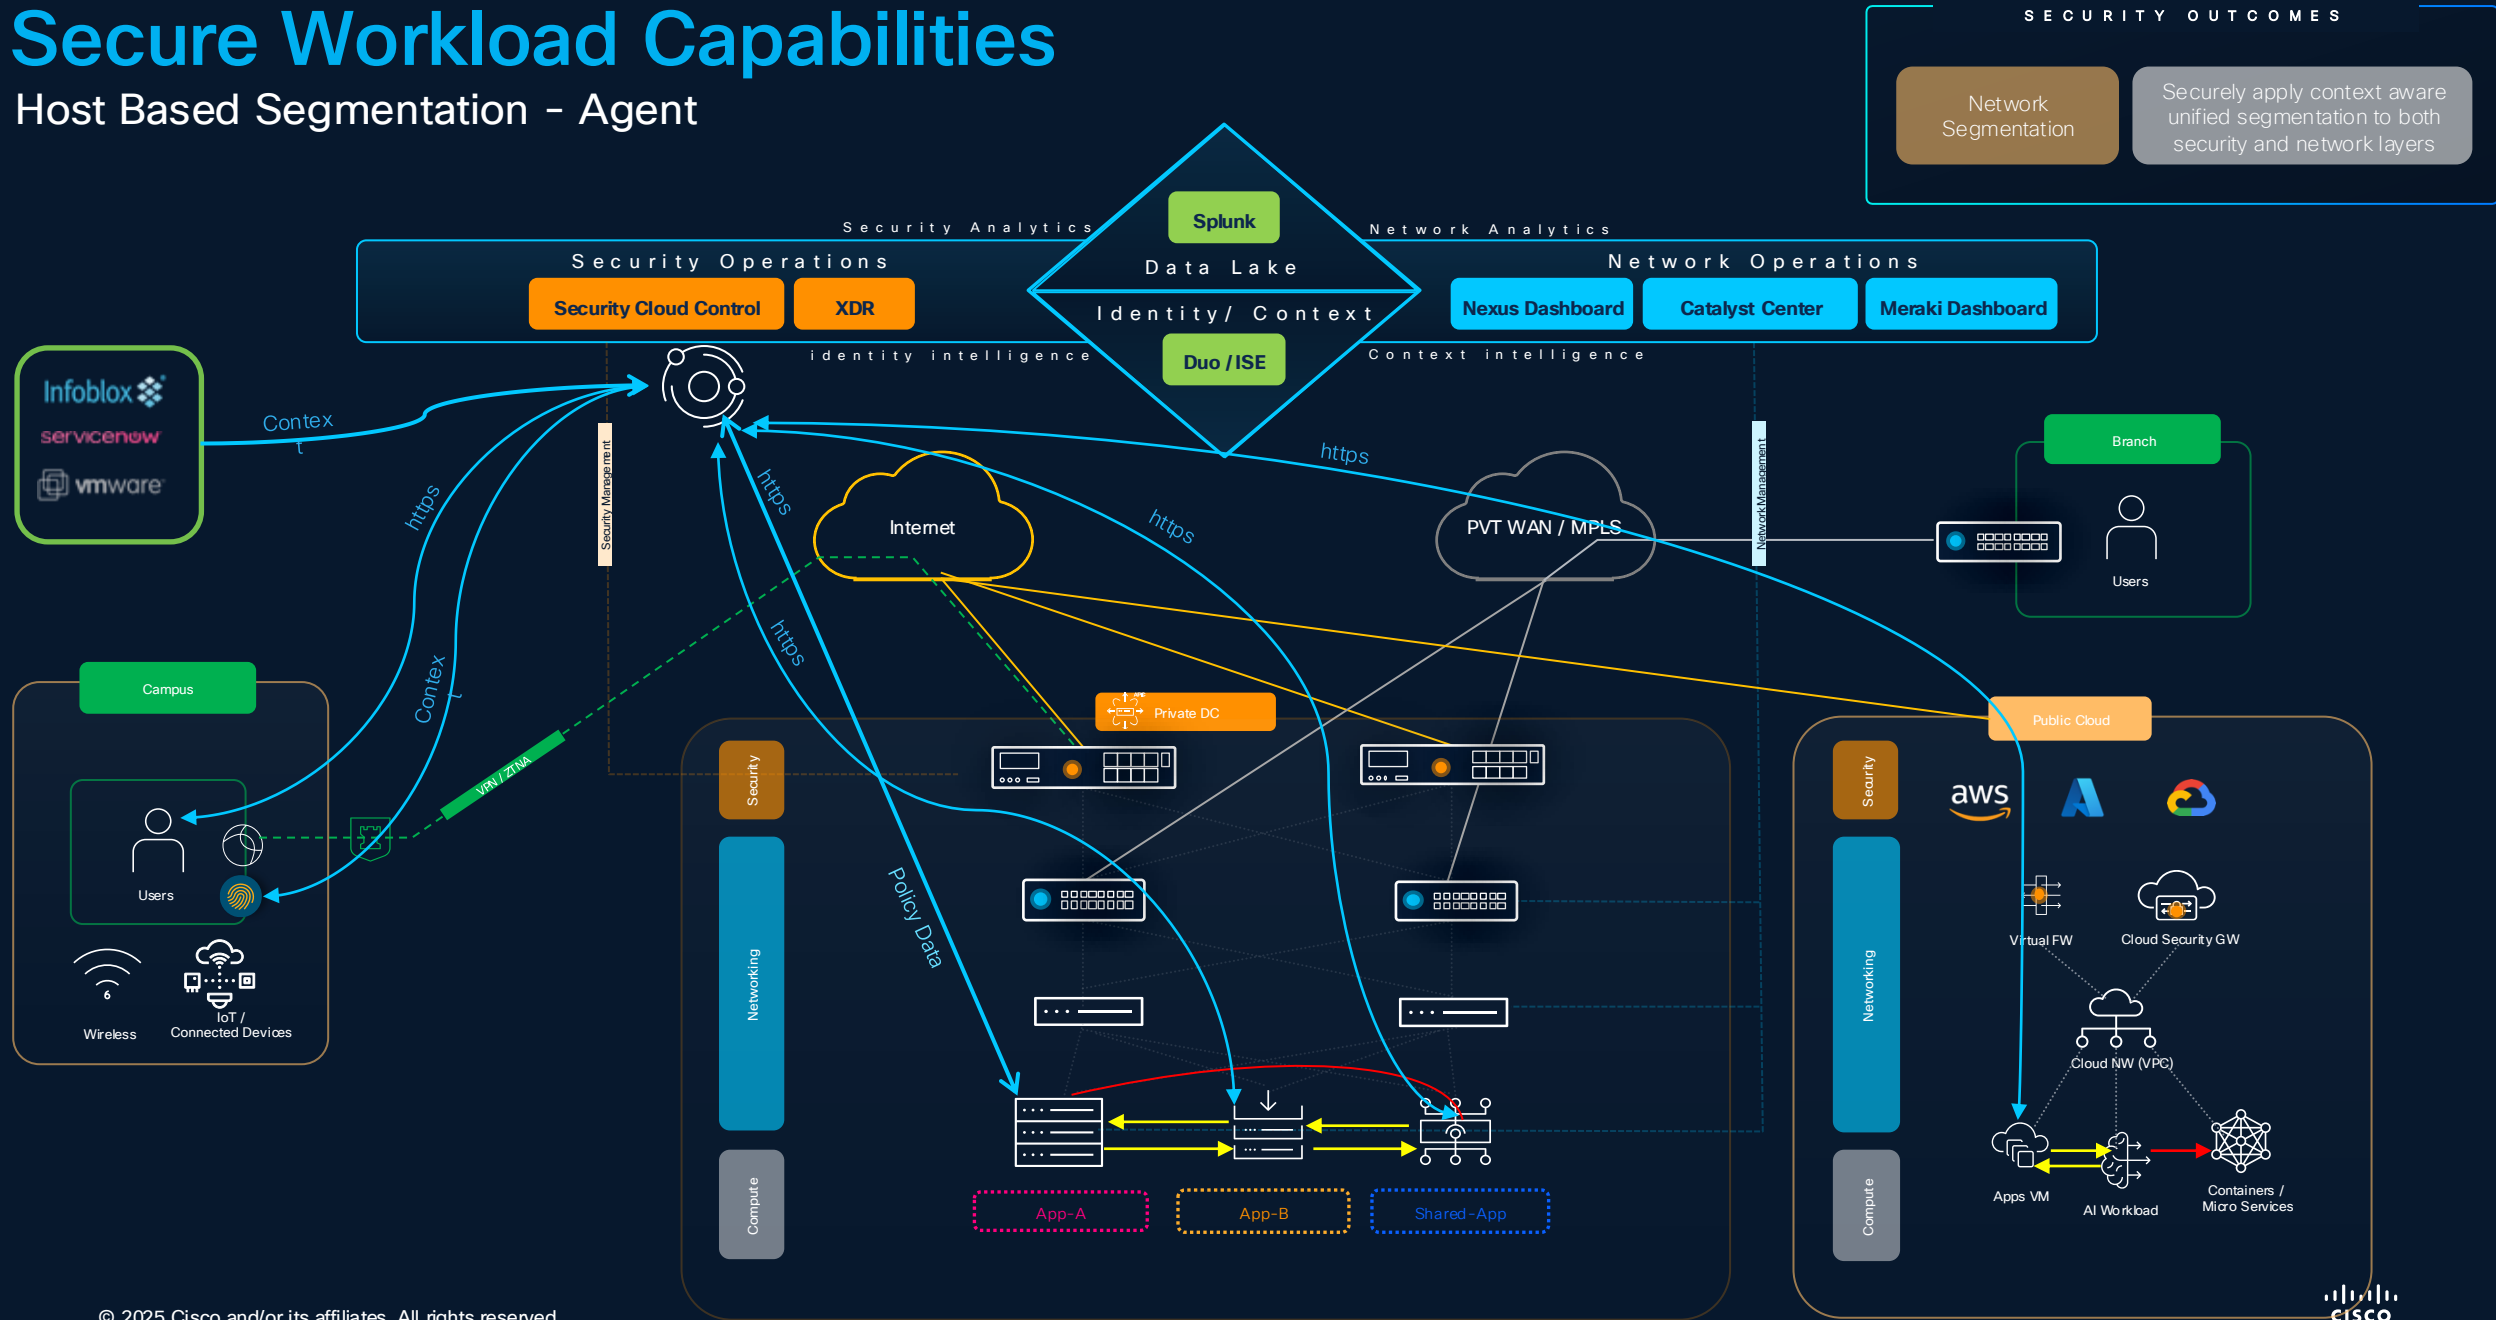 Secure Workload Capabilities
Host Based Segmentation - Agent
SECURITY OUTCOMES
Network
Segmentation
Securely apply context aware
unified segmentation to both
security and network layers
Security Analytics
Splunk
Network Analytics
Security Operations
Data Lake
Network Operations
Security Cloud Control
XDR
Identity/ Context
Nexus Dashboard
Catalyst Center
Meraki Dashboard
identity intelligence
Duo / ISE
Context intelligence
Infoblox
servicenow
vmware
Contex
t
https
https
https
https
https
Contex
t
Security Management
Internet
PVT WAN / MPLS
Network Management
Branch
Users
Campus
VPN / ZTNA
Users
6
Wireless
IoT /
Connected Devices
Policy Data
Private DC
Security
Networking
Compute
App-A
App-B
Shared-App
Public Cloud
Security
aws
Networking
Virtual FW
Cloud Security GW
Cloud NW (VPC)
Compute
Apps VM
AI Workload
Containers /
Micro Services
© 2025 Cisco and/or its affiliates. All rights reserved
cisco